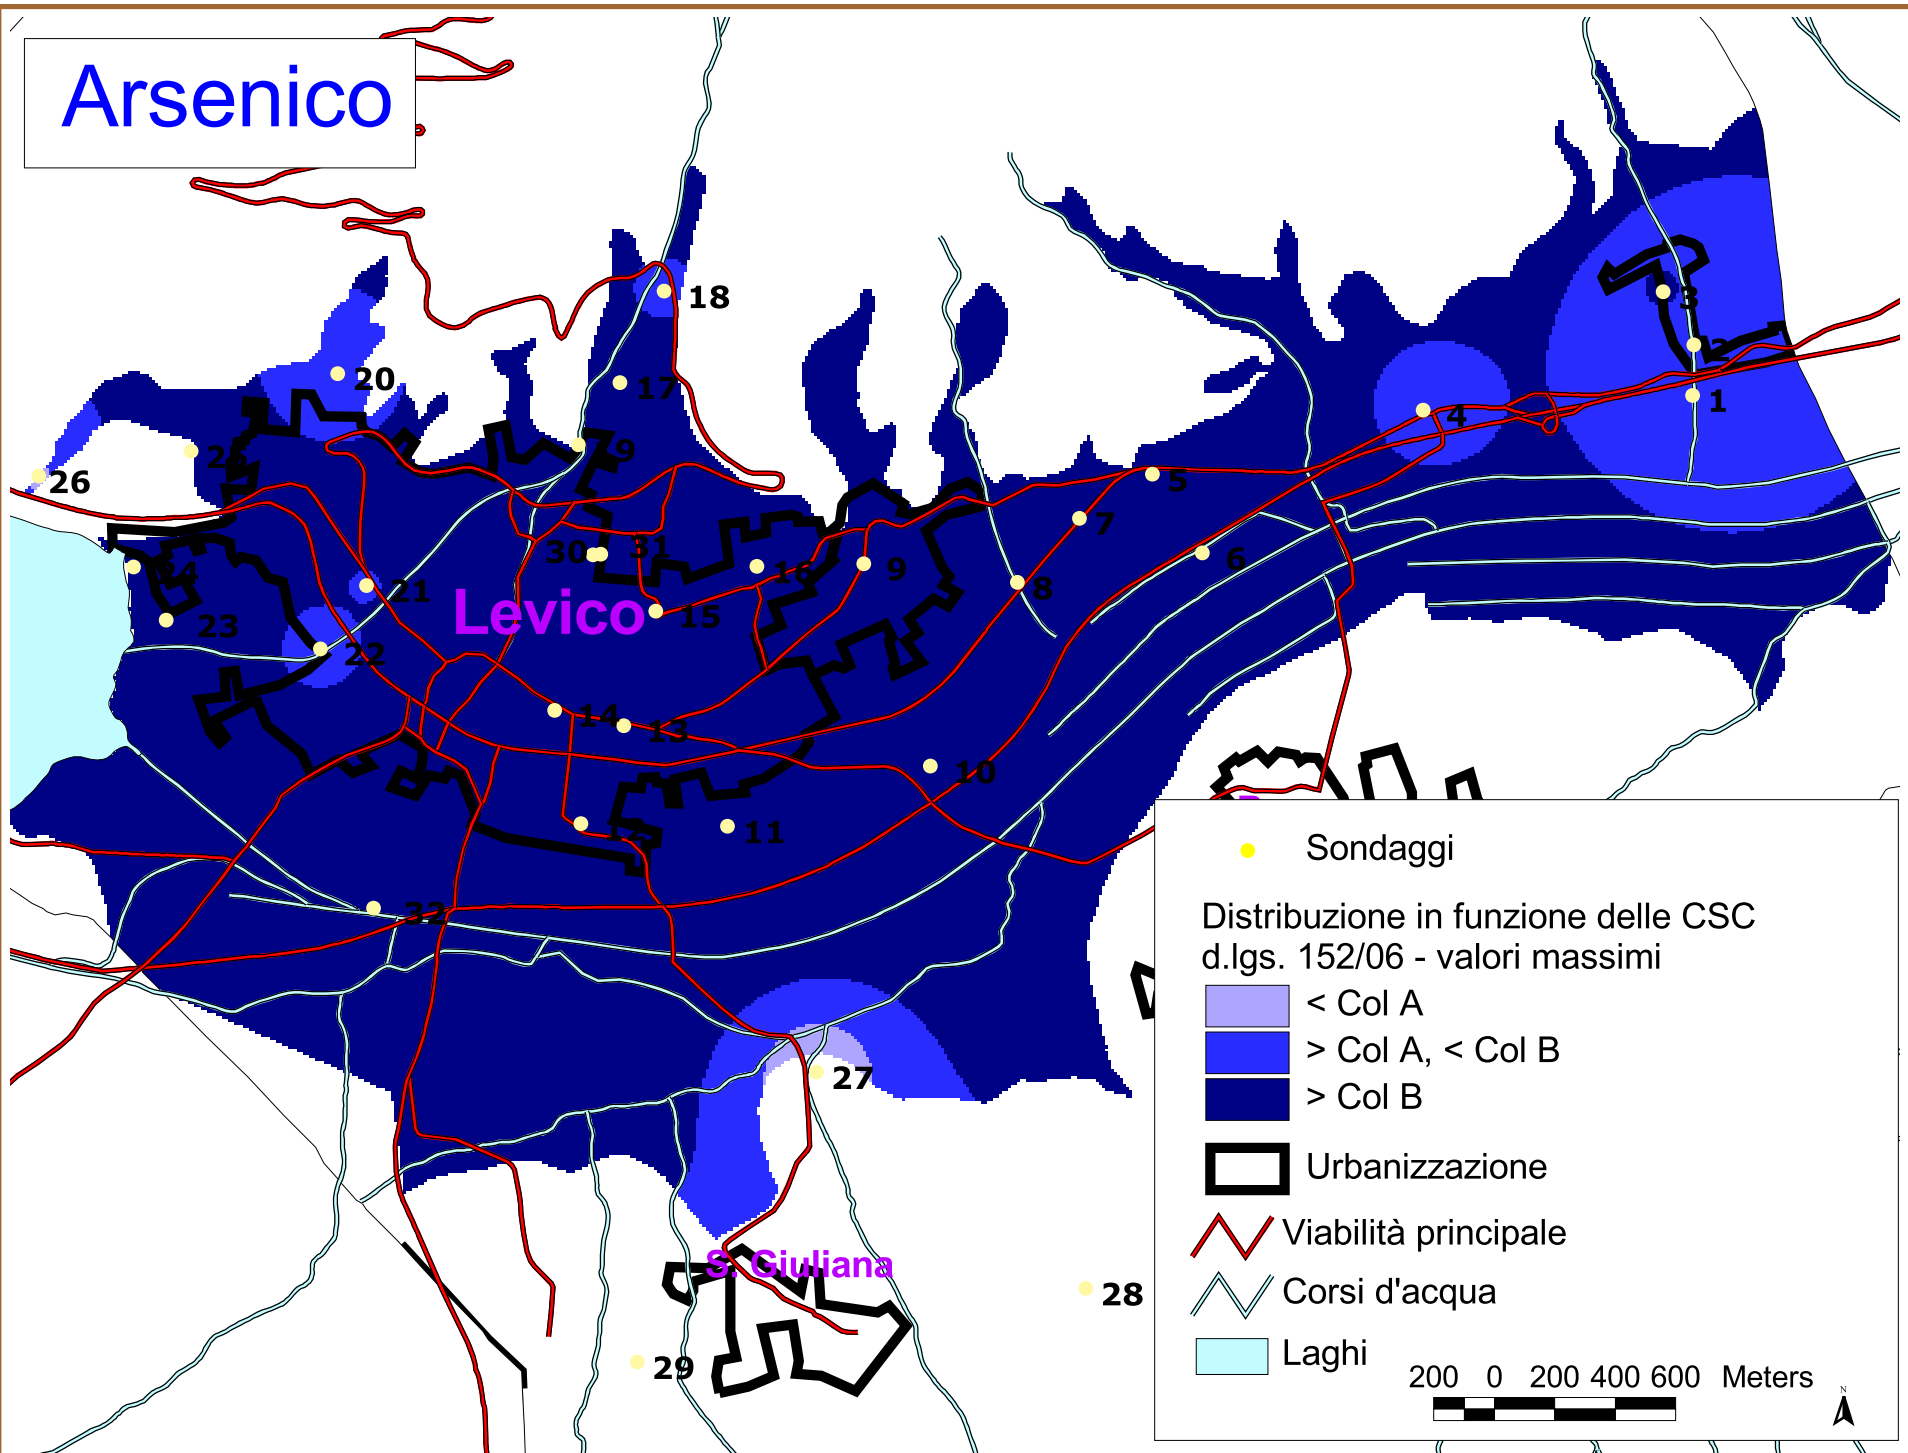 Arsenico
18
3
2
20
17
1
4
19
25
26
5
7
30
31
16
9
6
24
21
8
23
Levico
15
22
14
13
10
12
11
32
27
S. Giuliana
28
29
Sondaggi
Distribuzione in funzione delle CSC
d.lgs. 152/06 - valori massimi
< Col A
> Col A, < Col B
> Col B
Urbanizzazione
Viabilità principale
Corsi d'acqua
Laghi
200 0 200 400 600 Meters
N